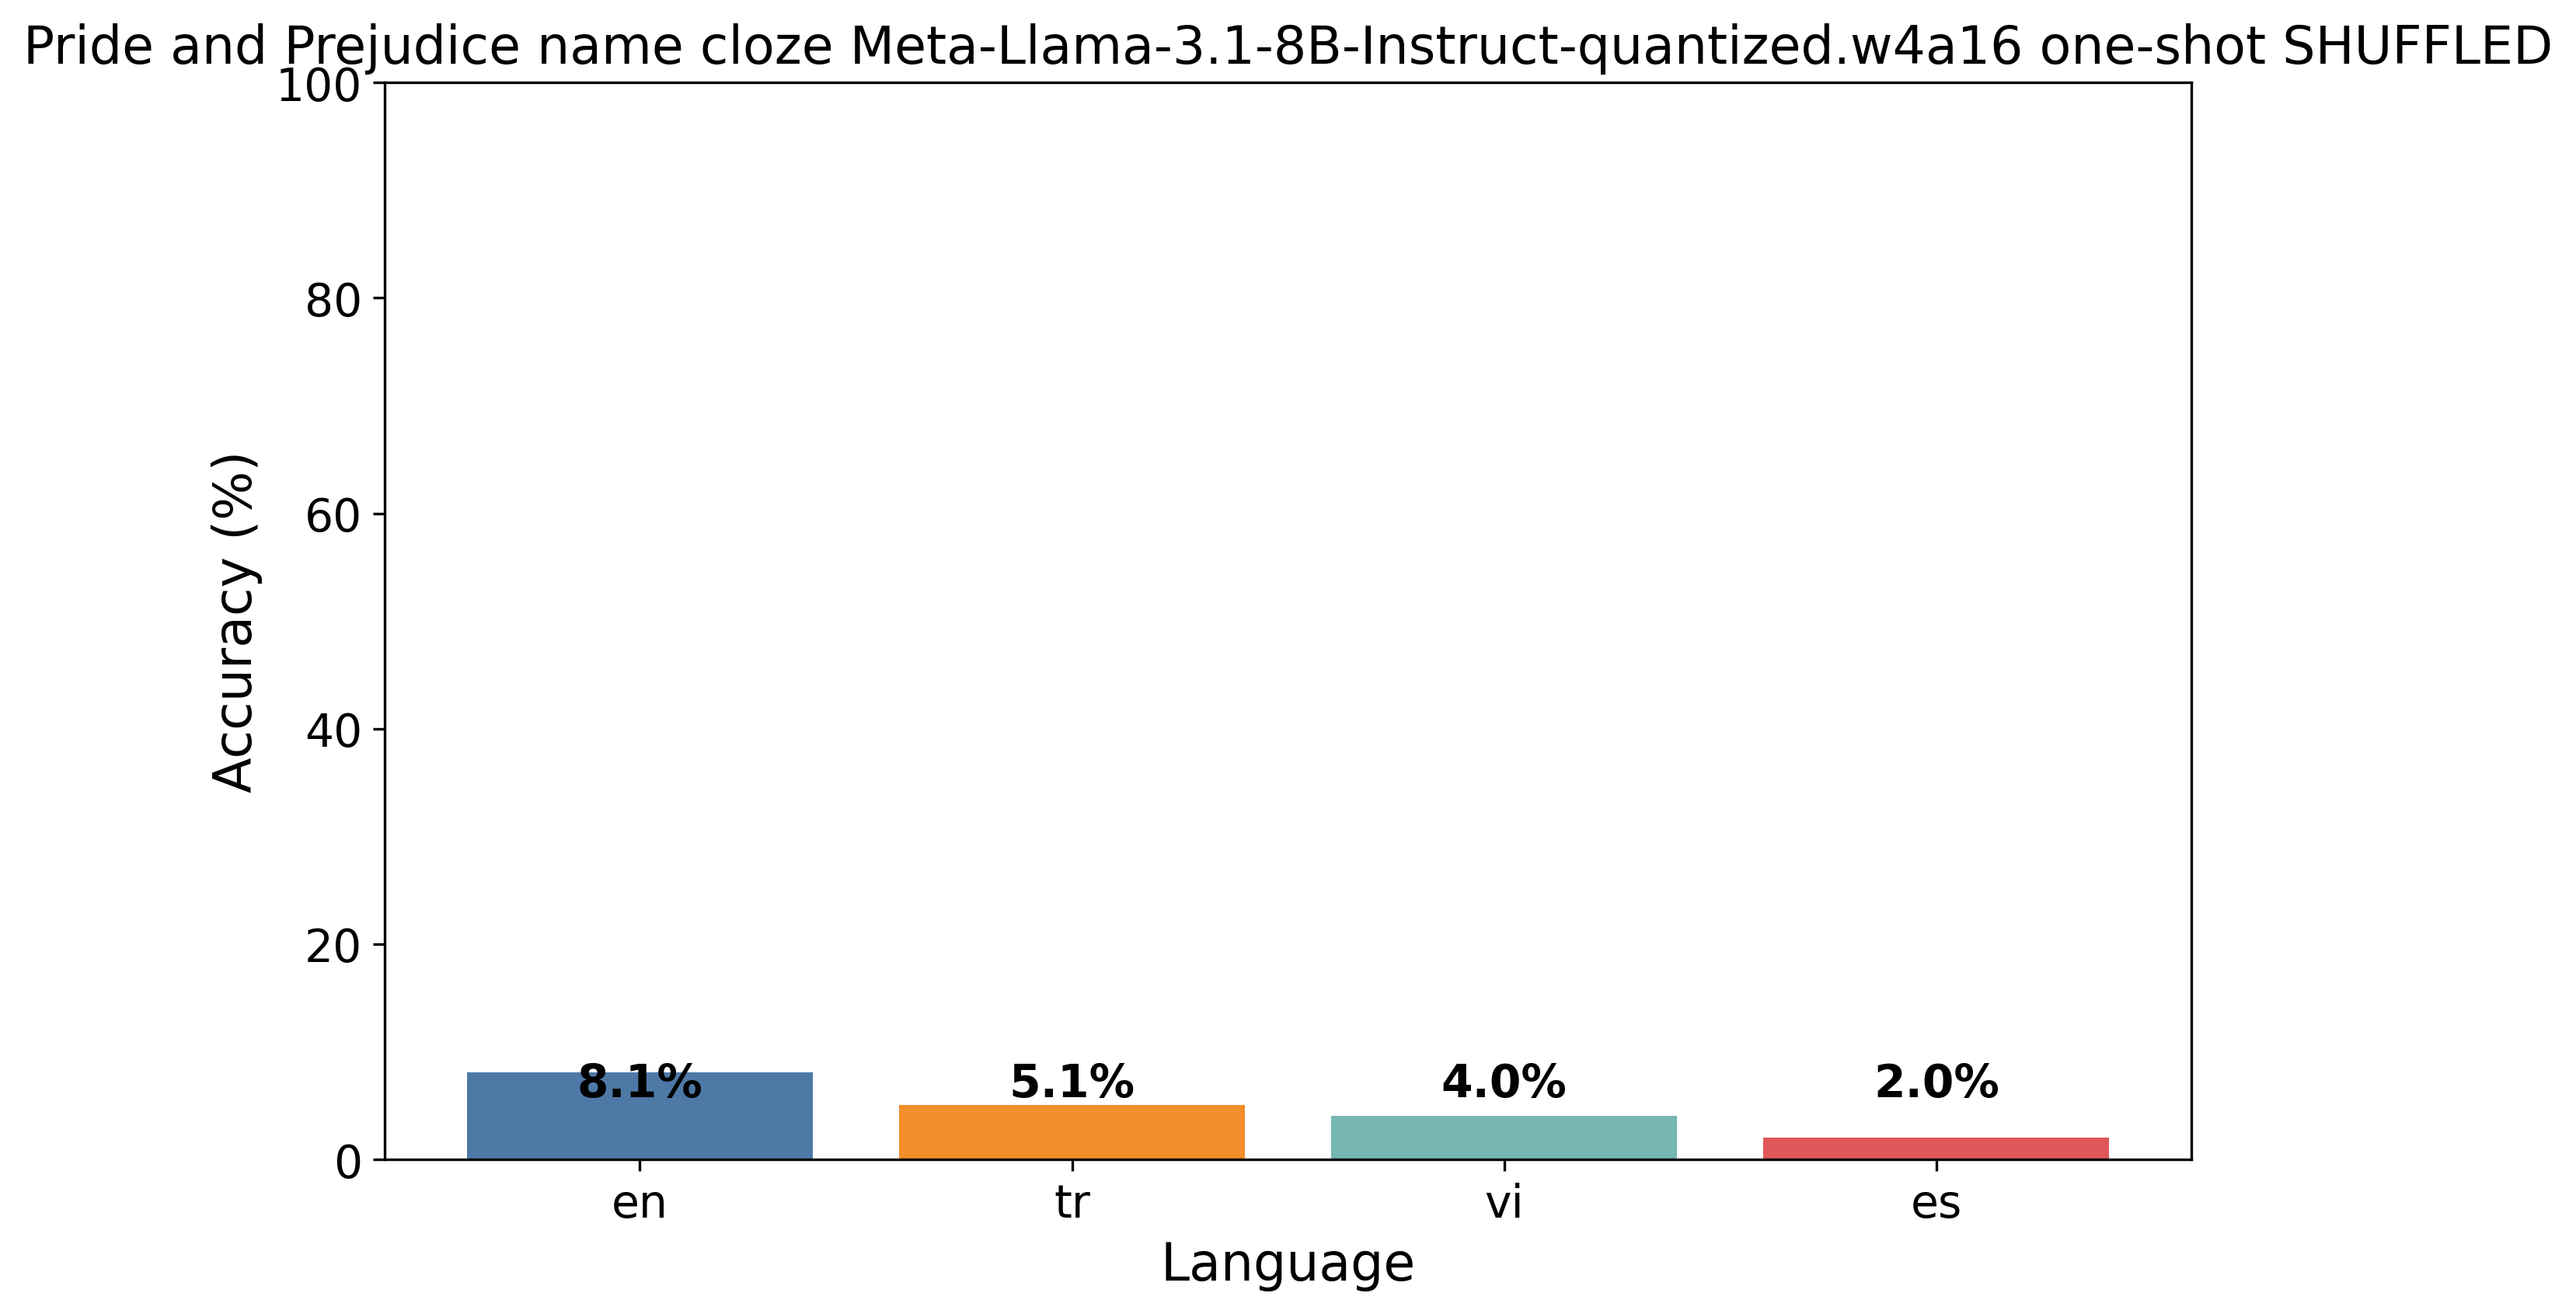 Pride and Prejudice name cloze Meta-Llama-3.1-8B-Instruct-quantized.w4a16 one-shot SHUFFLED
100
80
60
40
20
0
Accuracy (%)
8.1%
5.1%
4.0%
2.0%
en
tr
vi
es
Language